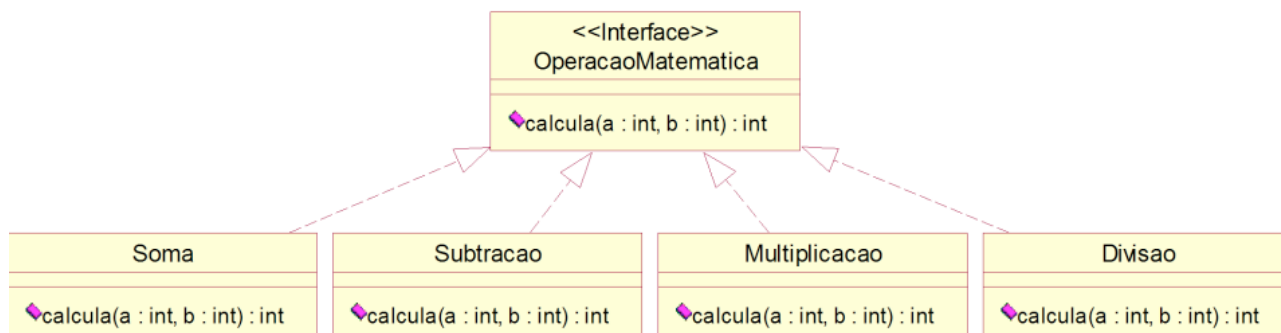 <<Interface>>
OperacaoMatematica
calcula(a : int, b : int) : int
Soma
calcula(a : int, b : int) : int
Subtracao
calcula(a : int, b : int) : int
Multiplicacao
calcula(a : int, b : int) : int
Divisao
calcula(a : int, b : int) : int